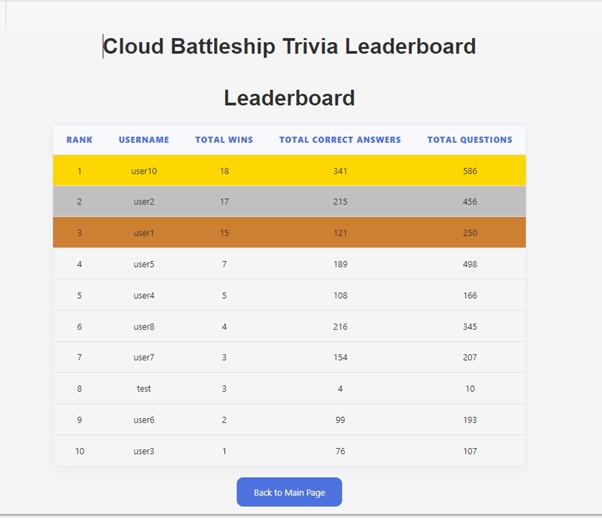 Cloud Battleship Trivia Leaderboard
Leaderboard
RANK USERNAME TOTAL WINS TOTAL CORRECT ANSWERS TOTAL QUESTIONS
1 user10 18 341 586
2 user2 17 215 456
3 user1 15 121 250
4 user5 7 189 498
5 user4 5 108 166
6 user8 4 216 345
7 user7 3 154 207
8 test 3 4 10
9 user6 2 99 193
10 user3 1 76 107
Back to Main Page